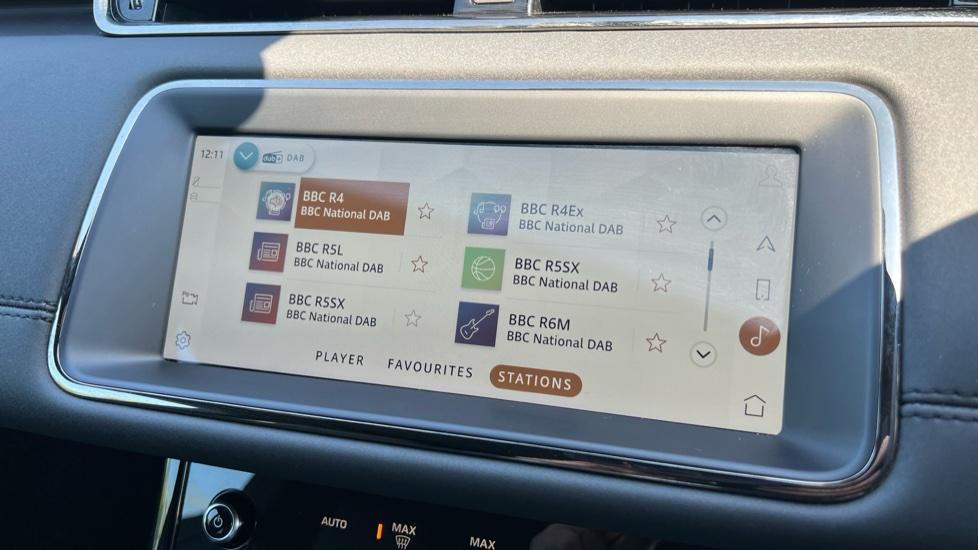 12:11
DAB
BBC R4
BBC National DAB
BBC R4Ex
BBC National DAB
BBC R5L
BBC National DAB
BBC R5SX
BBC National DAB
BBC R5SX
BBC National DAB
BBC R6M
BBC National DAB
PLAYER
FAVOURITES
STATIONS
AUTO
MAX
MAX